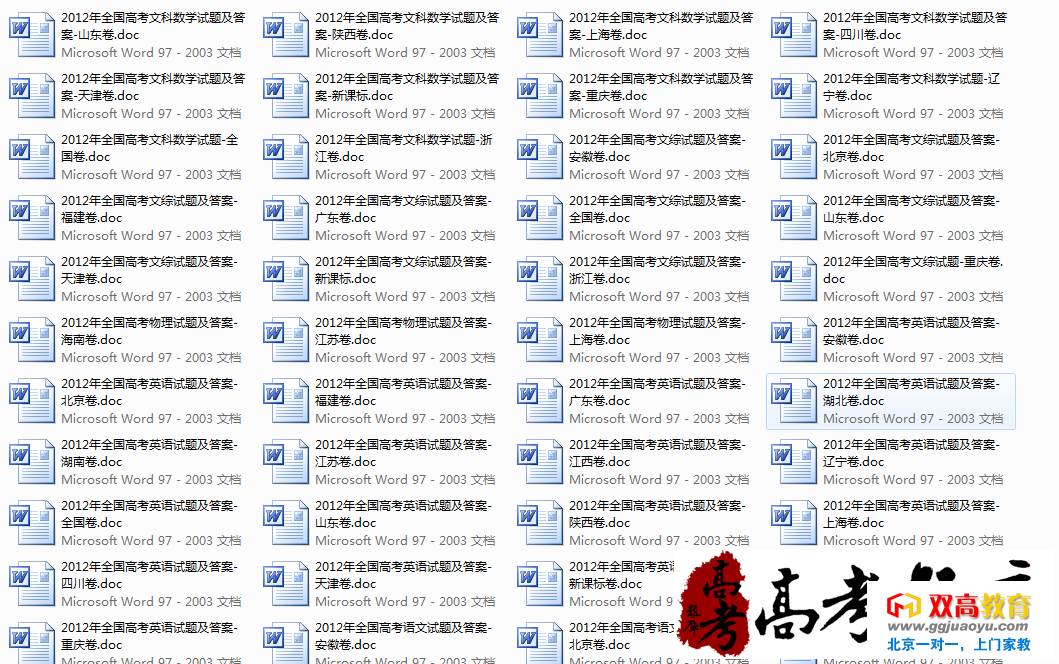 2012年全国高考文科数学试题及答
案-山东卷.doc
Microsoft Word 97 - 2003 文档
2012年全国高考文科数学试题及答
案-陕西卷.doc
Microsoft Word 97 - 2003 文档
2012年全国高考文科数学试题及答
案-上海卷.doc
Microsoft Word 97 - 2003 文档
2012年全国高考文科数学试题及答
案-四川卷.doc
Microsoft Word 97 - 2003 文档
2012年全国高考文科数学试题及答
案-天津卷.doc
Microsoft Word 97 - 2003 文档
2012年全国高考文科数学试题及答
案-新课标.doc
Microsoft Word 97 - 2003 文档
2012年全国高考文科数学试题及答
案-重庆卷.doc
Microsoft Word 97 - 2003 文档
2012年全国高考文科数学试题-辽
宁卷.doc
Microsoft Word 97 - 2003 文档
2012年全国高考文科数学试题-全
国卷.doc
Microsoft Word 97 - 2003 文档
2012年全国高考文科数学试题-浙
江卷.doc
Microsoft Word 97 - 2003 文档
2012年全国高考文综试题及答案-
安徽卷.doc
Microsoft Word 97 - 2003 文档
2012年全国高考文综试题及答案-
北京卷.doc
Microsoft Word 97 - 2003 文档
2012年全国高考文综试题及答案-
福建卷.doc
Microsoft Word 97 - 2003 文档
2012年全国高考文综试题及答案-
广东卷.doc
Microsoft Word 97 - 2003 文档
2012年全国高考文综试题及答案-
全国卷.doc
Microsoft Word 97 - 2003 文档
2012年全国高考文综试题及答案-
山东卷.doc
Microsoft Word 97 - 2003 文档
2012年全国高考文综试题及答案-
天津卷.doc
Microsoft Word 97 - 2003 文档
2012年全国高考文综试题及答案-
新课标.doc
Microsoft Word 97 - 2003 文档
2012年全国高考文综试题及答案-
浙江卷.doc
Microsoft Word 97 - 2003 文档
2012年全国高考文综试题-重庆卷.
doc
Microsoft Word 97 - 2003 文档
2012年全国高考物理试题及答案-
海南卷.doc
Microsoft Word 97 - 2003 文档
2012年全国高考物理试题及答案-
江苏卷.doc
Microsoft Word 97 - 2003 文档
2012年全国高考物理试题及答案-
上海卷.doc
Microsoft Word 97 - 2003 文档
2012年全国高考英语试题及答案-
安徽卷.doc
Microsoft Word 97 - 2003 文档
2012年全国高考英语试题及答案-
北京卷.doc
Microsoft Word 97 - 2003 文档
2012年全国高考英语试题及答案-
福建卷.doc
Microsoft Word 97 - 2003 文档
2012年全国高考英语试题及答案-
广东卷.doc
Microsoft Word 97 - 2003 文档
2012年全国高考英语试题及答案-
湖北卷.doc
Microsoft Word 97 - 2003 文档
2012年全国高考英语试题及答案-
湖南卷.doc
Microsoft Word 97 - 2003 文档
2012年全国高考英语试题及答案-
江苏卷.doc
Microsoft Word 97 - 2003 文档
2012年全国高考英语试题及答案-
江西卷.doc
Microsoft Word 97 - 2003 文档
2012年全国高考英语试题及答案-
辽宁卷.doc
Microsoft Word 97 - 2003 文档
2012年全国高考英语试题及答案-
全国卷.doc
Microsoft Word 97 - 2003 文档
2012年全国高考英语试题及答案-
山东卷.doc
Microsoft Word 97 - 2003 文档
2012年全国高考英语试题及答案-
陕西卷.doc
Microsoft Word 97 - 2003 文档
2012年全国高考英语试题及答案-
上海卷.doc
Microsoft Word 97 - 2003 文档
2012年全国高考英语试题及答案-
四川卷.doc
Microsoft Word 97 - 2003 文档
2012年全国高考英语试题及答案-
天津卷.doc
Microsoft Word 97 - 2003 文档
2012年全国高考英语
新课标卷.doc
Microsoft Word 97
2012年全国高考英语试题及答案-
重庆卷.doc
Microsoft Word 97 - 2003 文档
2012年全国高考语文试题及答案-
安徽卷.doc
Microsoft Word 97 - 2003 文档
2012年全国高考语文
北京卷.doc
Microsoft Word 97 - 2003 文档
高考
高考
双高教育
www.ggjuaoyu.com
北京一对一，上门家教